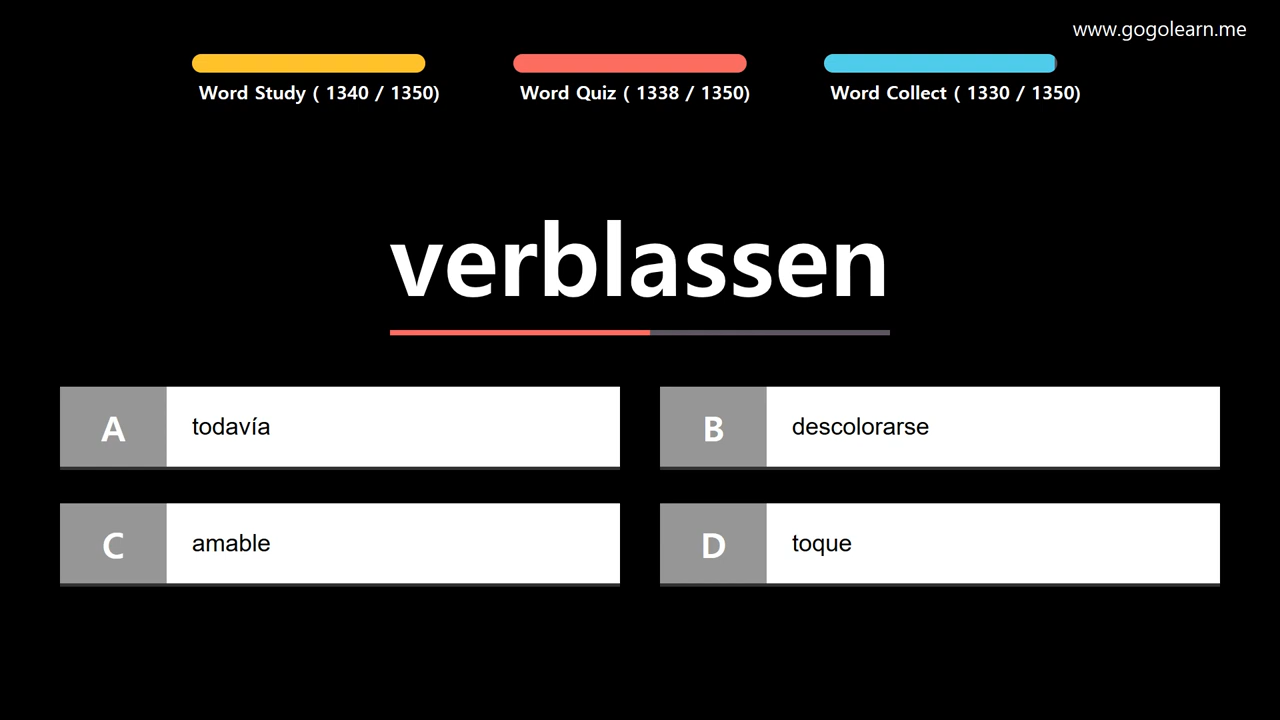 www.gogolearn.me
Word Study ( 1340 / 1350)
Word Quiz ( 1338 / 1350)
Word Collect ( 1330 / 1350)
verblassen
A
todavía
B
descolorarse
C
amable
D
toque